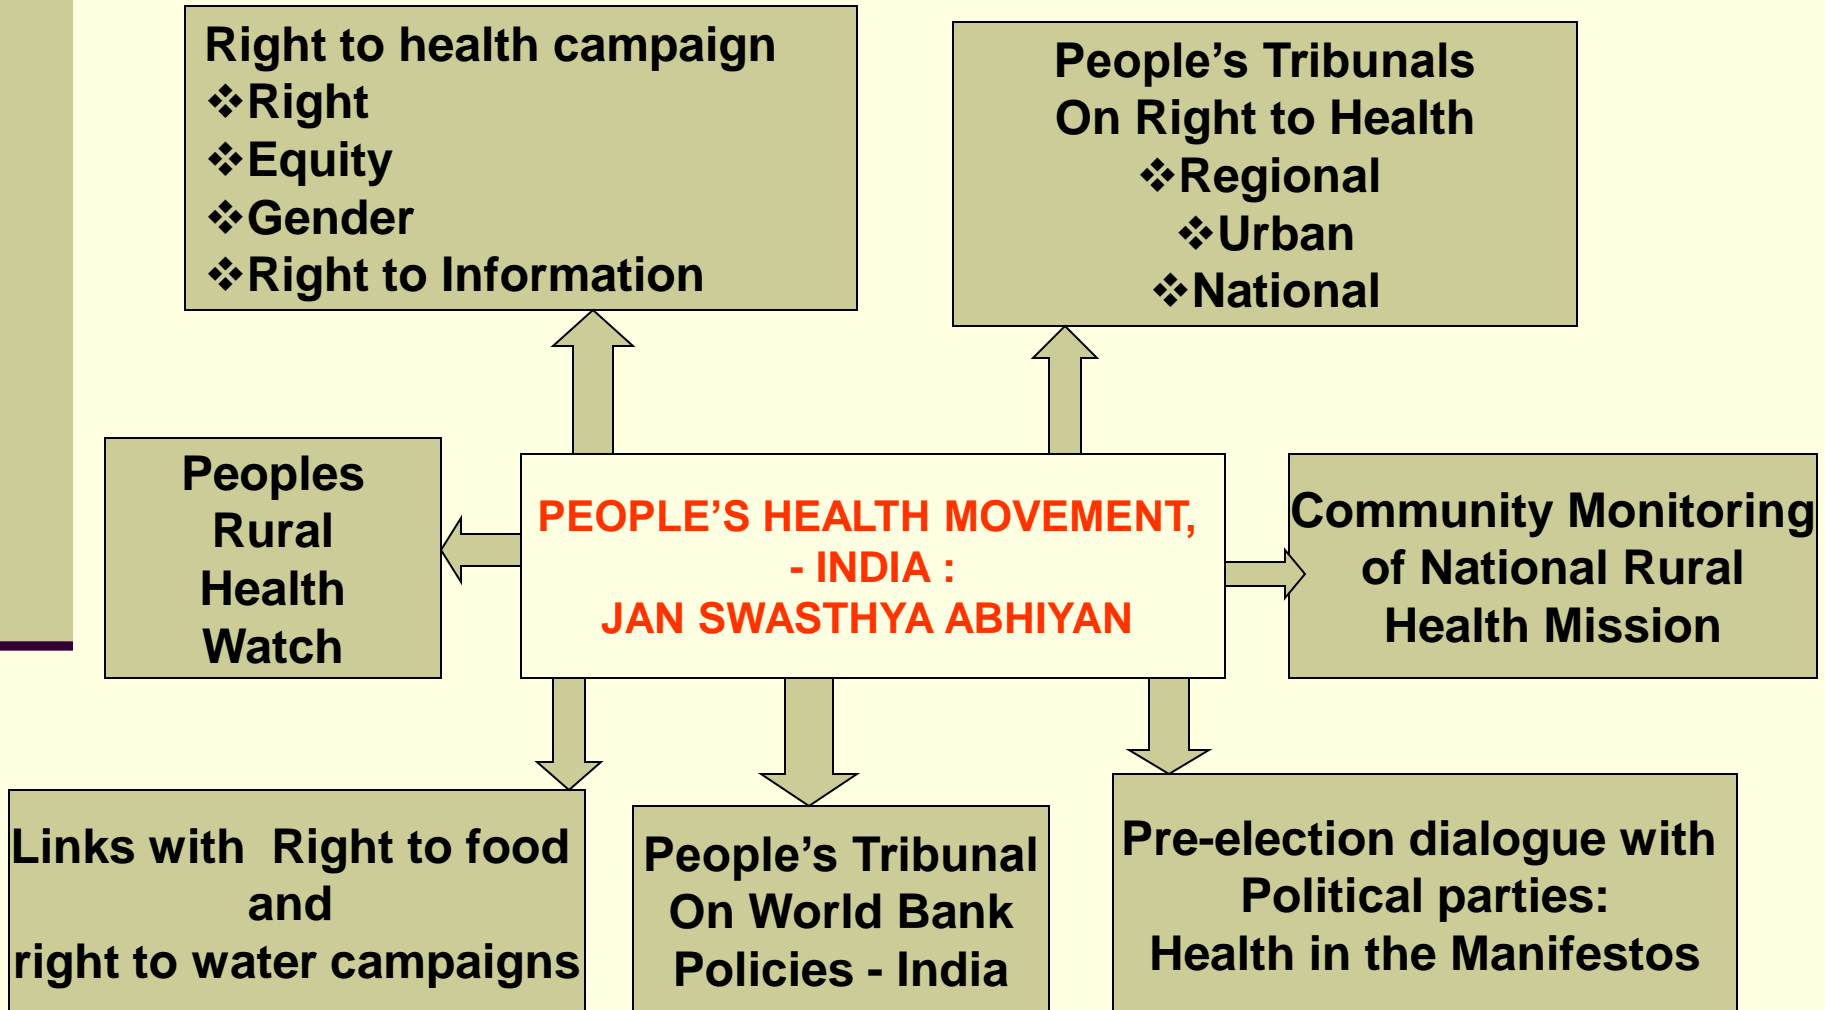 Right to health campaign
❖Right
❖Equity
❖Gender
❖Right to Information
People’s Tribunals
On Right to Health
❖Regional
❖Urban
❖National
Peoples
Rural
Health
Watch
PEOPLE’S HEALTH MOVEMENT,
- INDIA :
JAN SWASTHYA ABHIYAN
Community Monitoring
of National Rural
Health Mission
Links with  Right to food
and
right to water campaigns
People’s Tribunal
On World Bank
Policies - India
Pre-election dialogue with
Political parties:
Health in the Manifestos